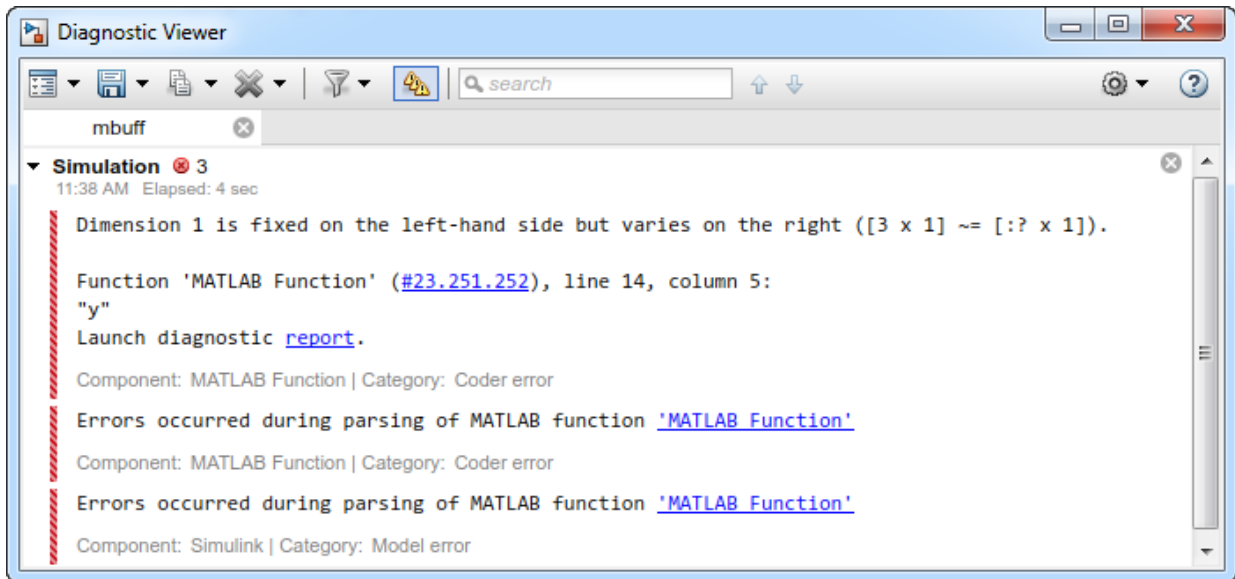 Diagnostic Viewer
search
mbuff
Simulation 3
11:38 AM Elapsed: 4 sec
Dimension 1 is fixed on the left-hand side but varies on the right ([3 x 1] ~= [:? x 1]).
Function 'MATLAB Function' (#23.251.252), line 14, column 5:
"y"
Launch diagnostic report.
Component: MATLAB Function | Category: Coder error
Errors occurred during parsing of MATLAB function 'MATLAB Function'
Component: MATLAB Function | Category: Coder error
Errors occurred during parsing of MATLAB function 'MATLAB Function'
Component: Simulink | Category: Model error